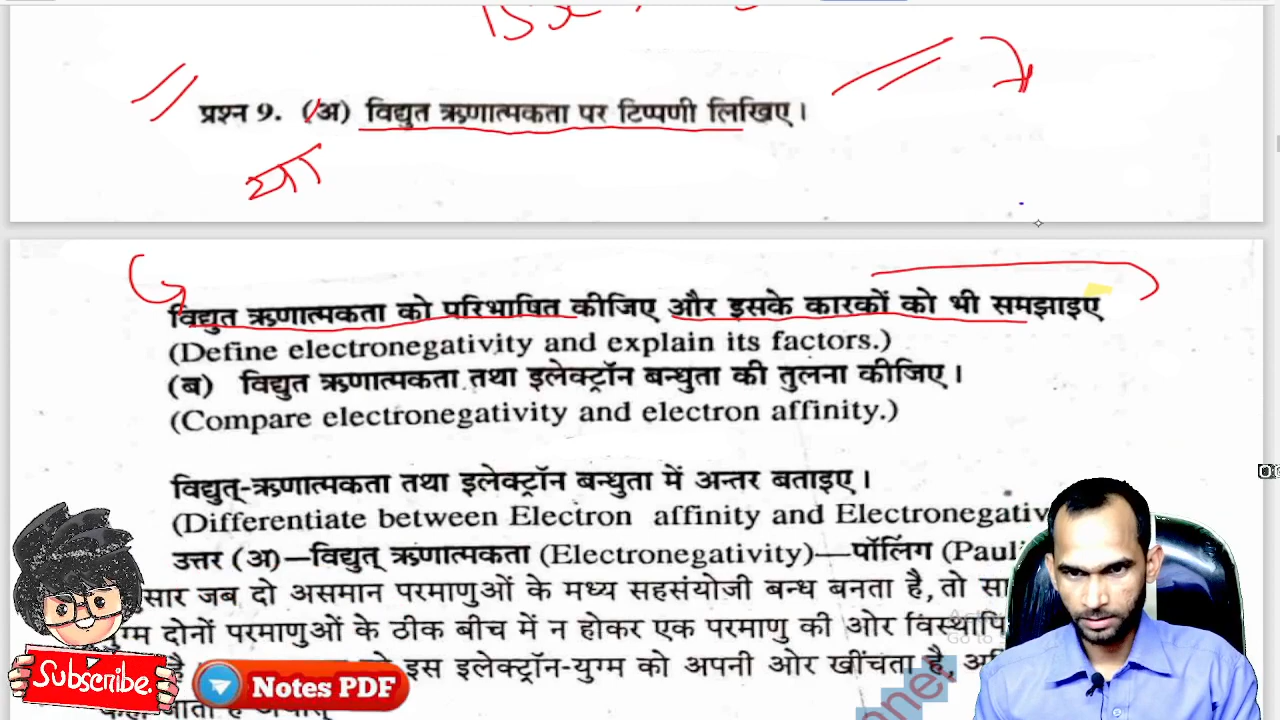 प्रश्न 9. (अ) विद्युत ऋणात्मकता पर टिप्पणी लिखिए।
या
विद्युत ऋणात्मकता को परिभाषित कीजिए और इसके कारकों को भी समझाइए
(Define electronegativity and explain its factors.)
(ब) विद्युत ऋणात्मकता तथा इलेक्ट्रॉन बन्धुता की तुलना कीजिए।
(Compare electronegativity and electron affinity.)
विद्युत्-ऋणात्मकता तथा इलेक्ट्रॉन बन्धुता में अन्तर बताइए।
(Differentiate between Electron affinity and Electronegativ
उत्तर (अ)—विद्युत् ऋणात्मकता (Electronegativity)—पॉलिंग (Pauli
सार जब दो असमान परमाणुओं के मध्य सहसंयोजी बन्ध बनता है, तो सा
युग्म दोनों परमाणुओं के ठीक बीच में न होकर एक परमाणु की ओर विस्थापि
है इस इलेक्ट्रॉन-युग्म को अपनी ओर खींचता है,
Subscribe.
Notes PDF